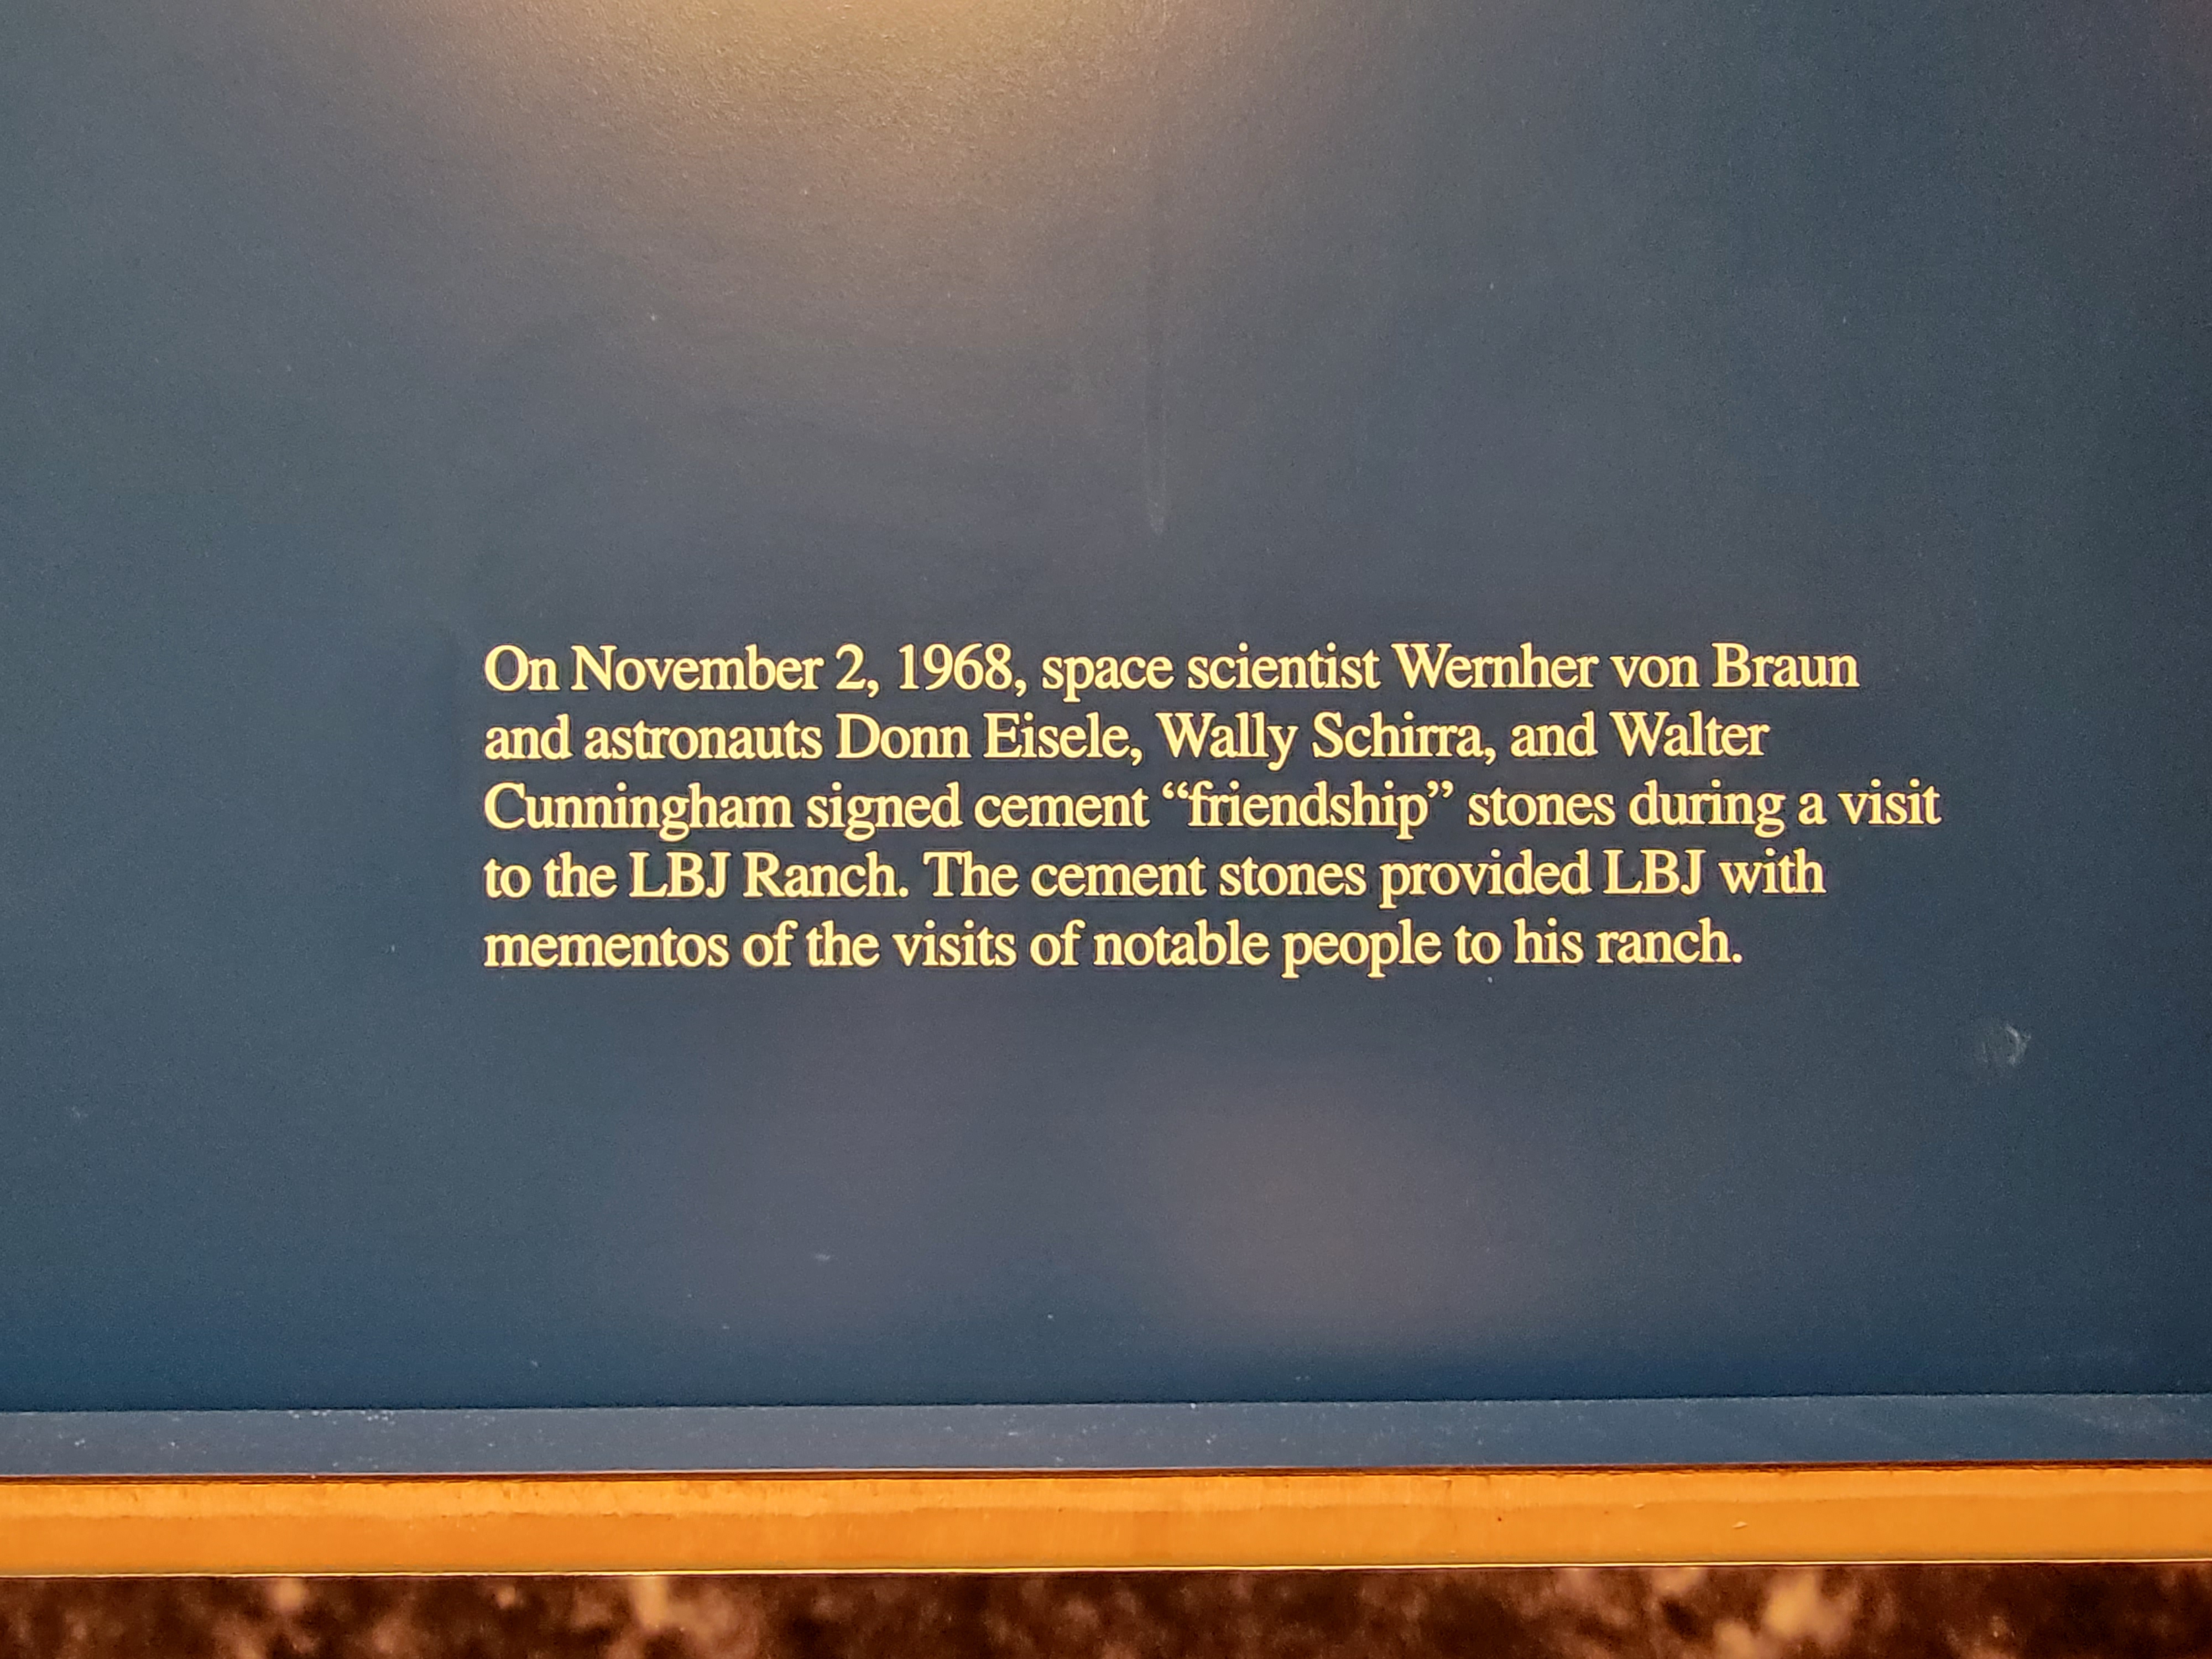 On November 2, 1968, space scientist Wernher von Braun
and astronauts Donn Eisele, Wally Schirra, and Walter
Cunningham signed cement “friendship” stones during a visit
to the LBJ Ranch. The cement stones provided LBJ with
mementos of the visits of notable people to his ranch.